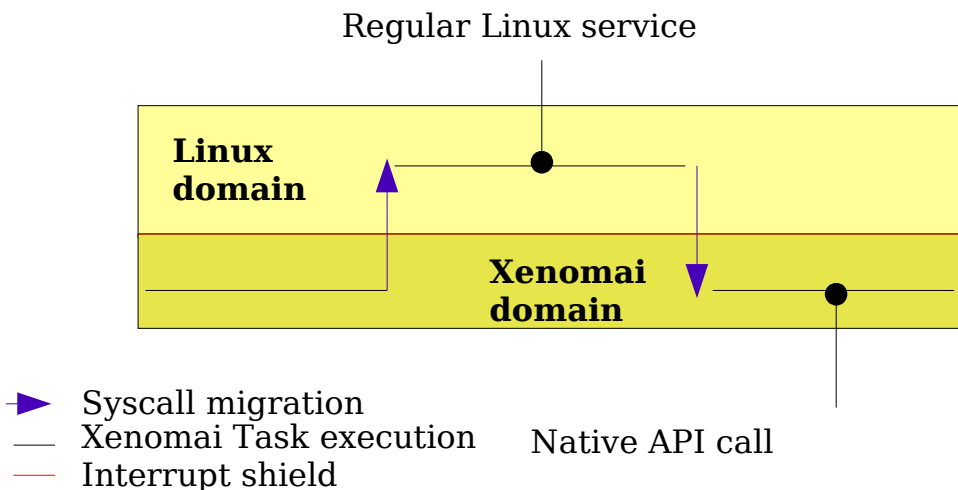 Regular Linux service
Linux
domain
Xenomai
domain
Syscall migration
Xenomai Task execution
Native API call
Interrupt shield